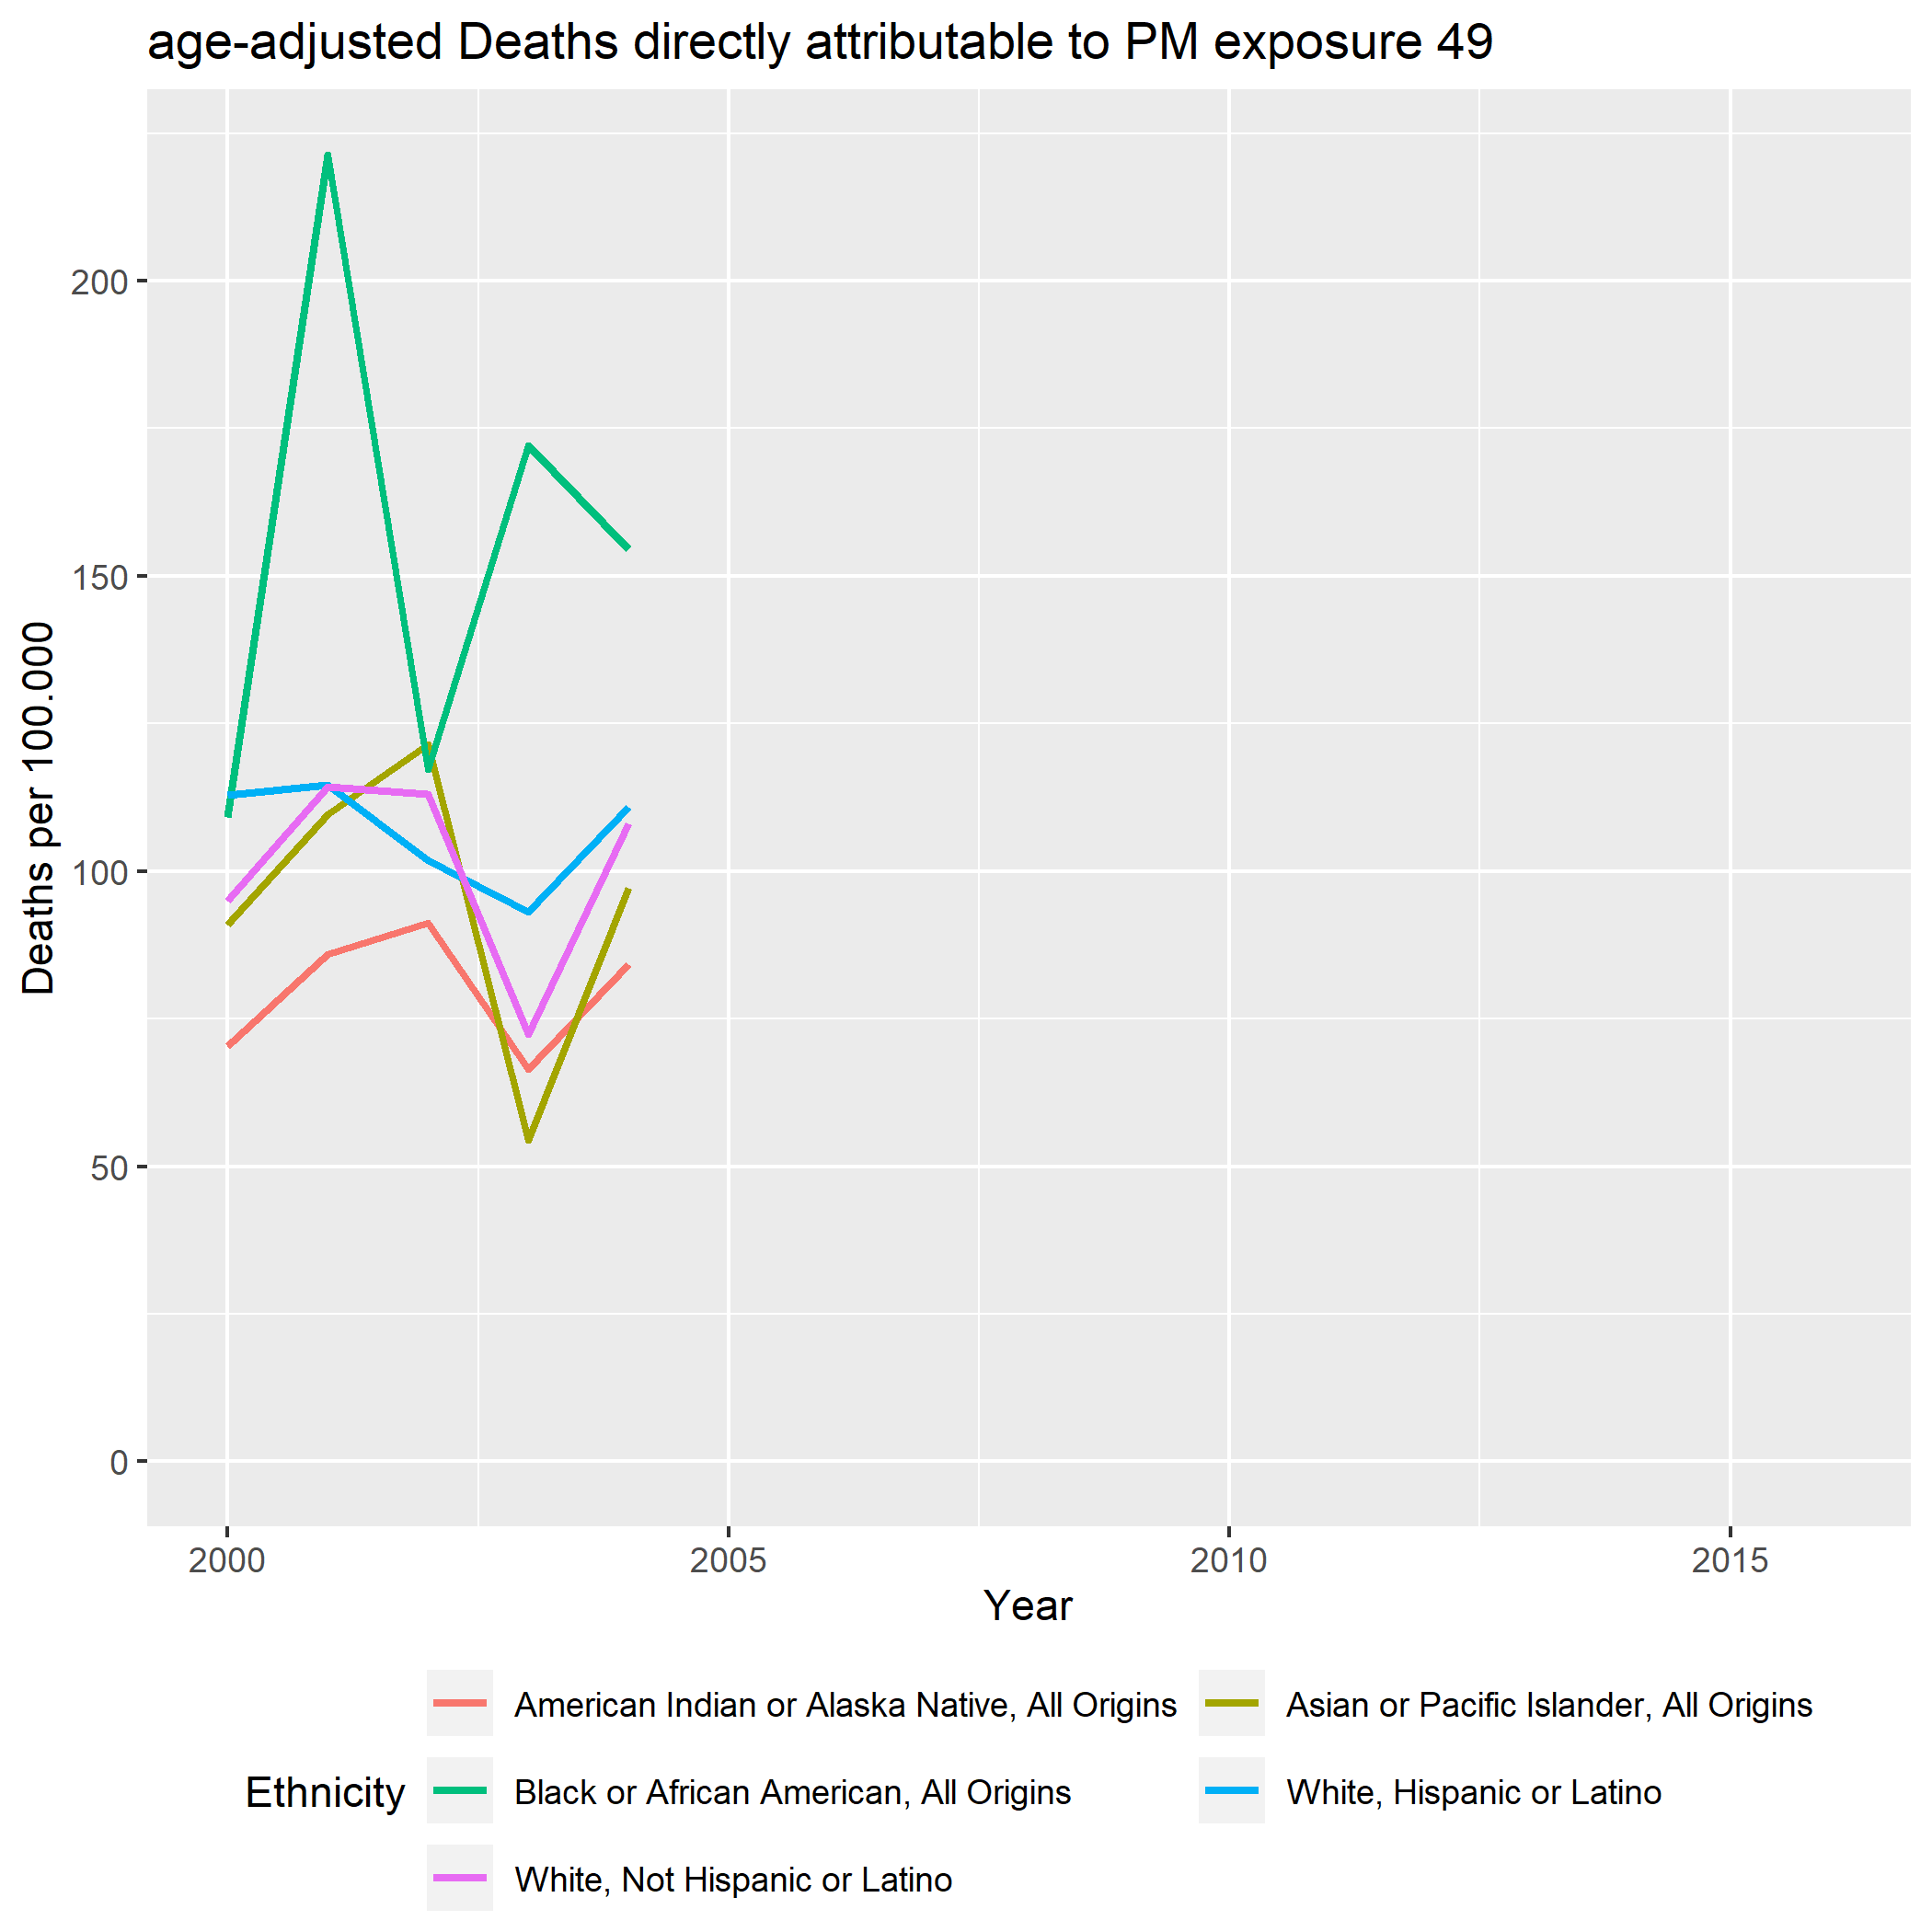 age-adjusted Deaths directly attributable to PM exposure 49
Deaths per 100.000
200
150
100
50
0
2000 2005 2010 2015
Year
Ethnicity
American Indian or Alaska Native, All Origins
Asian or Pacific Islander, All Origins
Black or African American, All Origins
White, Hispanic or Latino
White, Not Hispanic or Latino